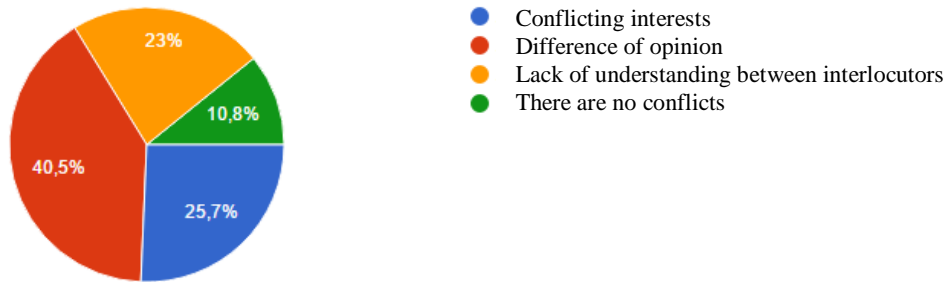 23%
10,8%
40,5%
25,7%
Conflicting interests
Difference of opinion
Lack of understanding between interlocutors
There are no conflicts